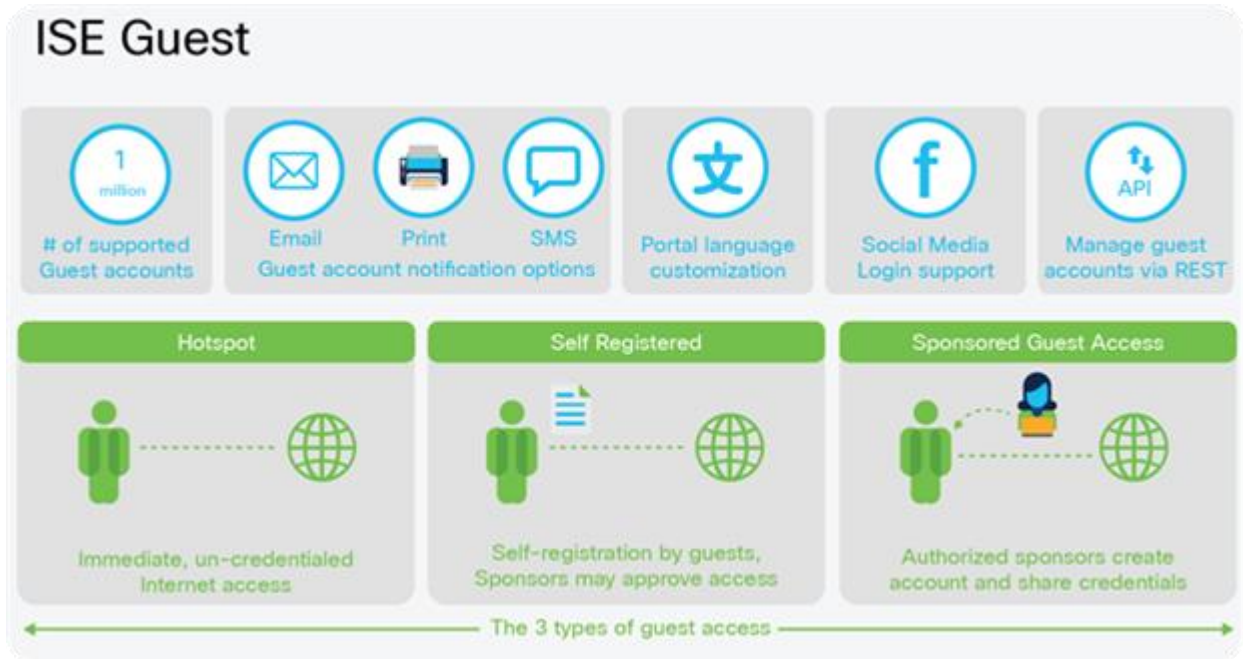 ISE Guest
1
million
# of supported
Guest accounts
Email
Print
SMS
Guest account notification options
文
Portal language
customization
f
Social Media
Login support
API
Manage guest
accounts via REST
Hotspot
Immediate, un-credentialed
Internet access
Self Registered
Self-registration by guests,
Sponsors may approve access
Sponsored Guest Access
Authorized sponsors create
account and share credentials
The 3 types of guest access